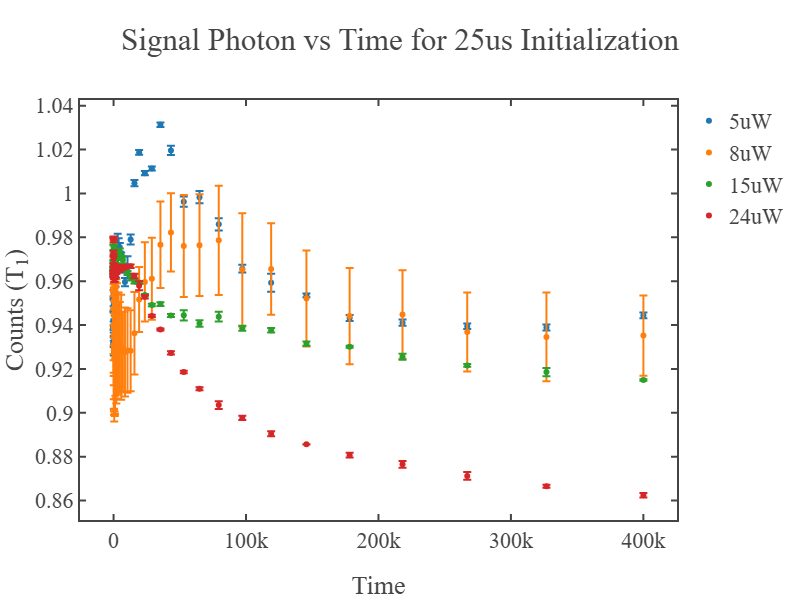 Signal Photon vs Time for 25us Initialization
1.04
1.02
1
0.98
0.96
0.94
0.92
0.9
0.88
0.86
Counts (T₁)
0 100k 200k 300k 400k
Time
5uW
8uW
15uW
24uW